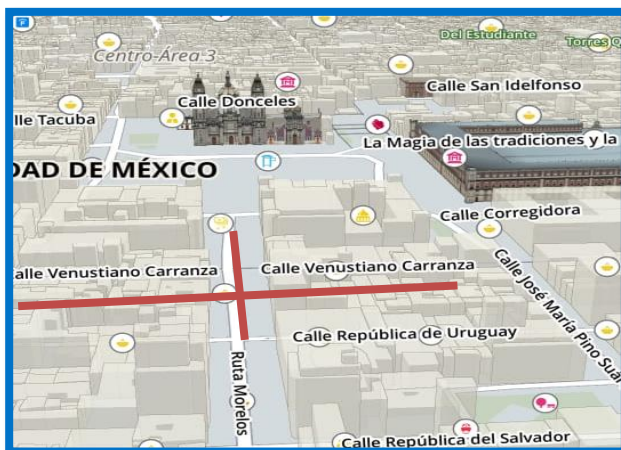 Del Estudiante
Torres Q
Centro-Área 3
Calle San Idelfonso
Calle Donceles
lle Tacuba
La Magia de las tradiciones y la
DAD DE MÉXICO
Calle Corregidora
alle Venustiano Carranza
Calle Venustiano Carranza
Calle José María Pino Suár
Calle República de Uruguay
Ruta Morelos
Calle República del Salvador